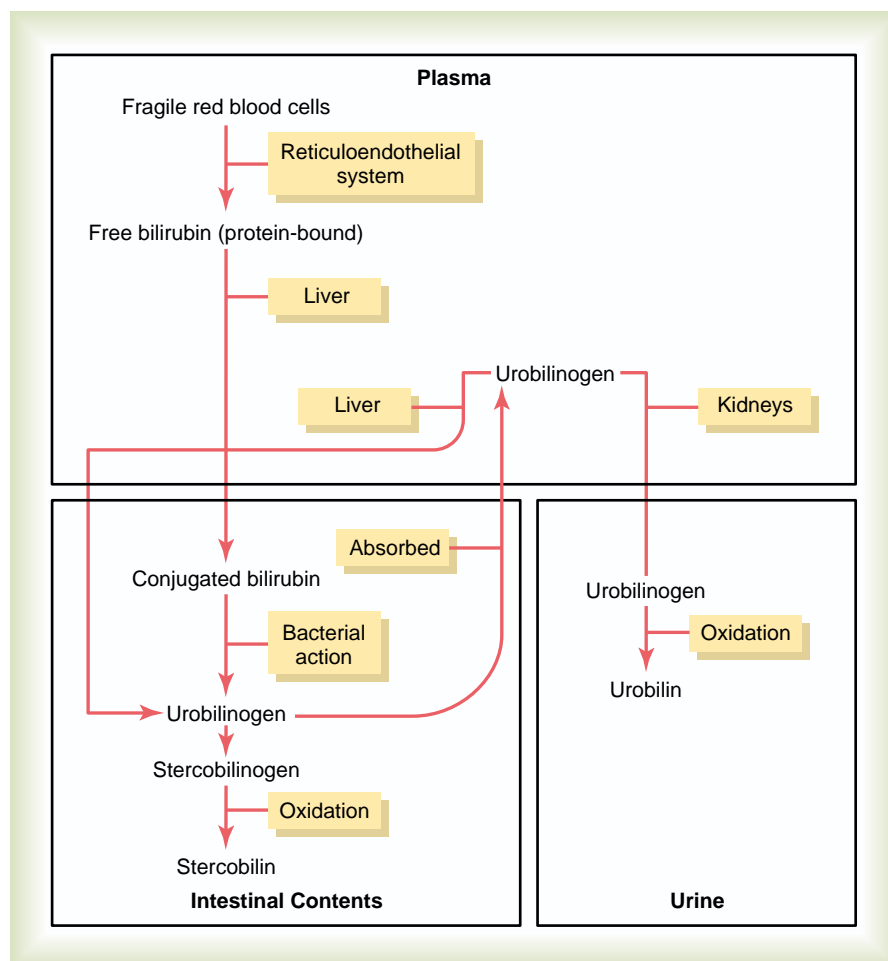 Plasma
Fragile red blood cells
Reticuloendothelial
system
Free bilirubin (protein-bound)
Liver
Urobilinogen
Liver
Kidneys
Absorbed
Conjugated bilirubin
Urobilinogen
Bacterial
action
Oxidation
Urobilin
Urobilinogen
Stercobilinogen
Oxidation
Stercobilin
Intestinal Contents
Urine